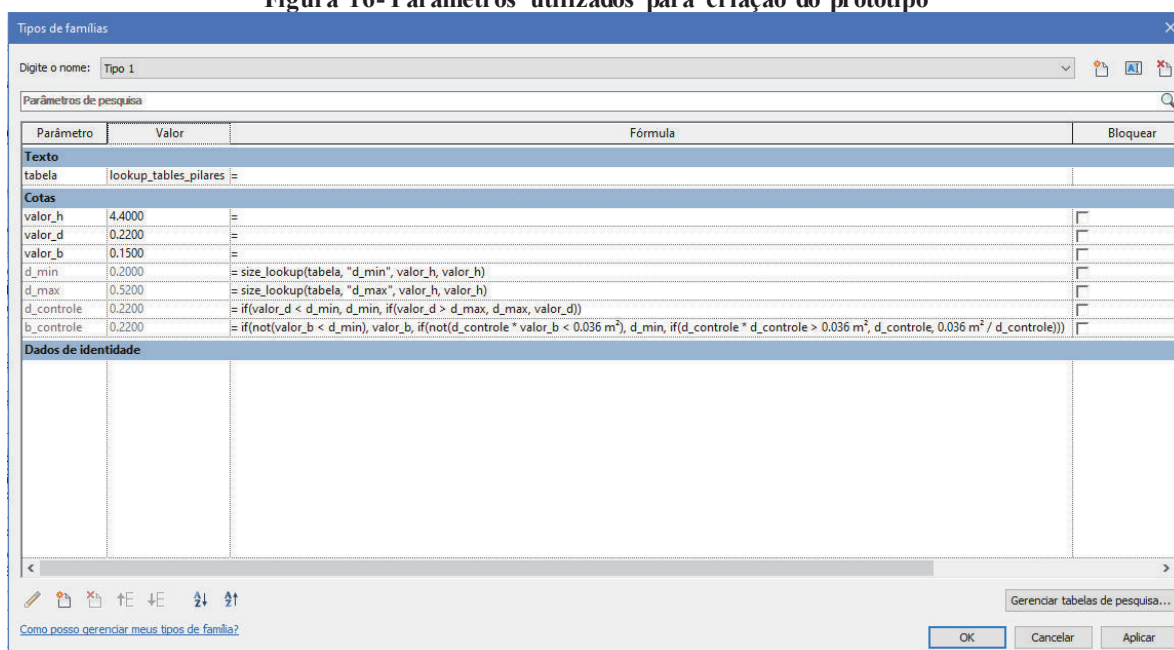 Figura 16- Parâmetros utilizados para criação do protótipo
Tipos de famílias
Digite o nome: Tipo 1
Parâmetros de pesquisa
Parâmetro Valor Fórmula Bloquear
Texto
tabela lookup_tables_pilares =
Cotas
valor_h 4.4000 =
valor_d 0.2200 =
valor_b 0.1500 =
d_min 0.2000 = size_lookup(tabela, "d_min", valor_h, valor_h)
d_max 0.5200 = size_lookup(tabela, "d_max", valor_h, valor_h)
d_controle 0.2200 = if(valor_d < d_min, d_min, if(valor_d > d_max, d_max, valor_d))
b_controle 0.2200 = if(not(valor_b < d_min), valor_b, if(not(d_controle * valor_b < 0.036 m²), d_min, if(d_controle * d_controle > 0.036 m², d_controle, 0.036 m² / d_controle)))
Dados de identidade
Gerenciar tabelas de pesquisa...
Como posso gerenciar meus tipos de família?
OK Cancelar Aplicar